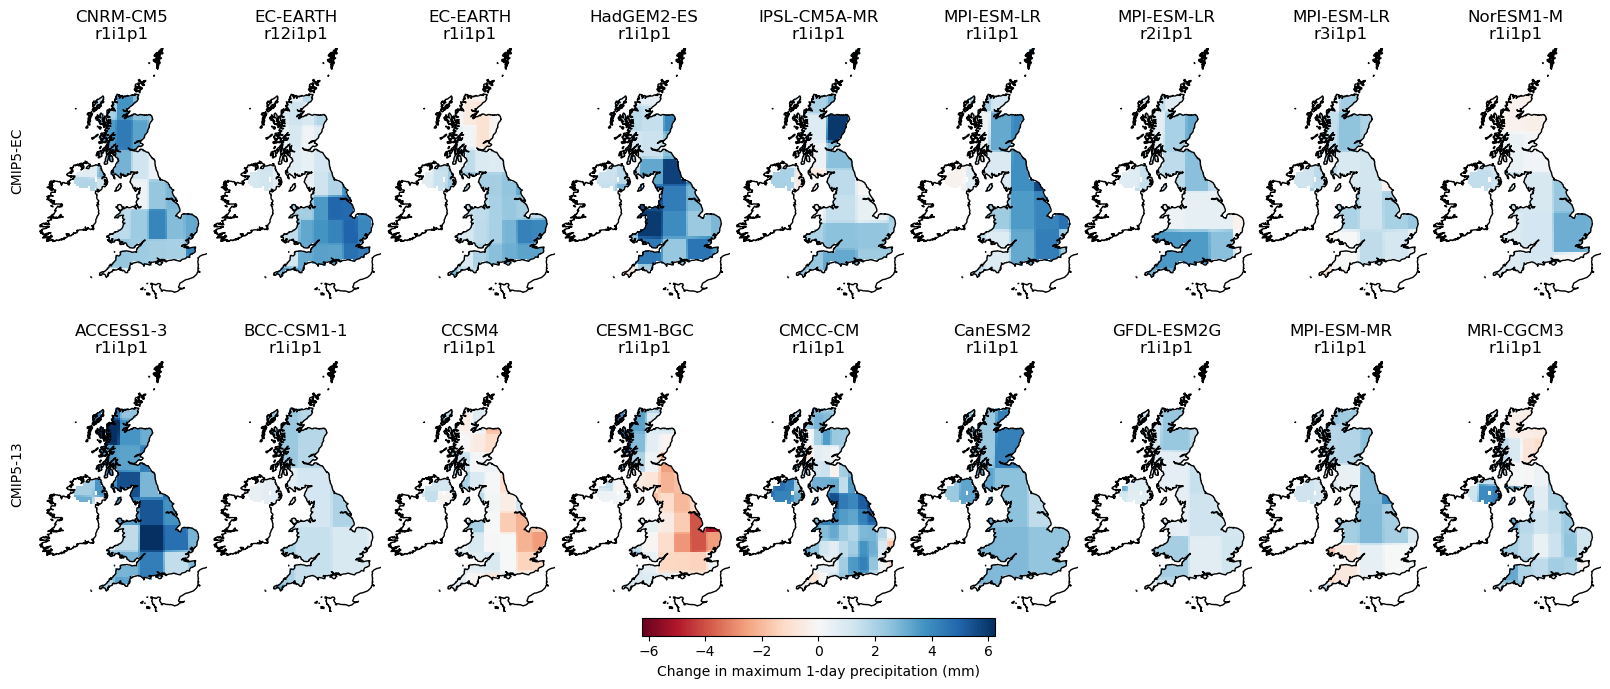 CNRM-CM5
r1i1p1
EC-EARTH
r12i1p1
EC-EARTH
r1i1p1
HadGEM2-ES
r1i1p1
IPSL-CM5A-MR
r1i1p1
MPI-ESM-LR
r1i1p1
MPI-ESM-LR
r2i1p1
MPI-ESM-LR
r3i1p1
NorESM1-M
r1i1p1
CMIP5-EC
ACCESS1-3
r1i1p1
BCC-CSM1-1
r1i1p1
CCSM4
r1i1p1
CESM1-BGC
r1i1p1
CMCC-CM
r1i1p1
CanESM2
r1i1p1
GFDL-ESM2G
r1i1p1
MPI-ESM-MR
r1i1p1
MRI-CGCM3
r1i1p1
CMIP5-13
−6 −4 −2 0 2 4 6
Change in maximum 1-day precipitation (mm)